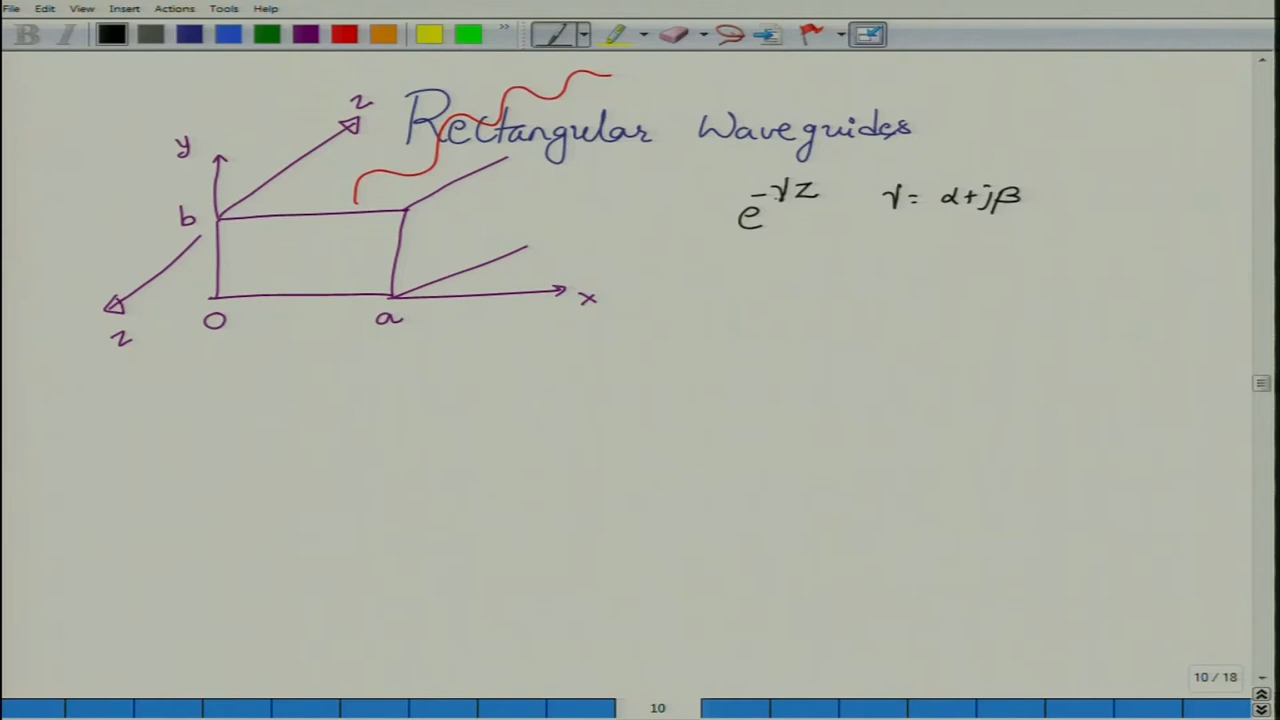 File Edit View Insert Actions Tools Help
B I
Rectangular Waveguides
z
y
e^{-γz} γ = α+jβ
b
x
0 a
z
10 / 18
10